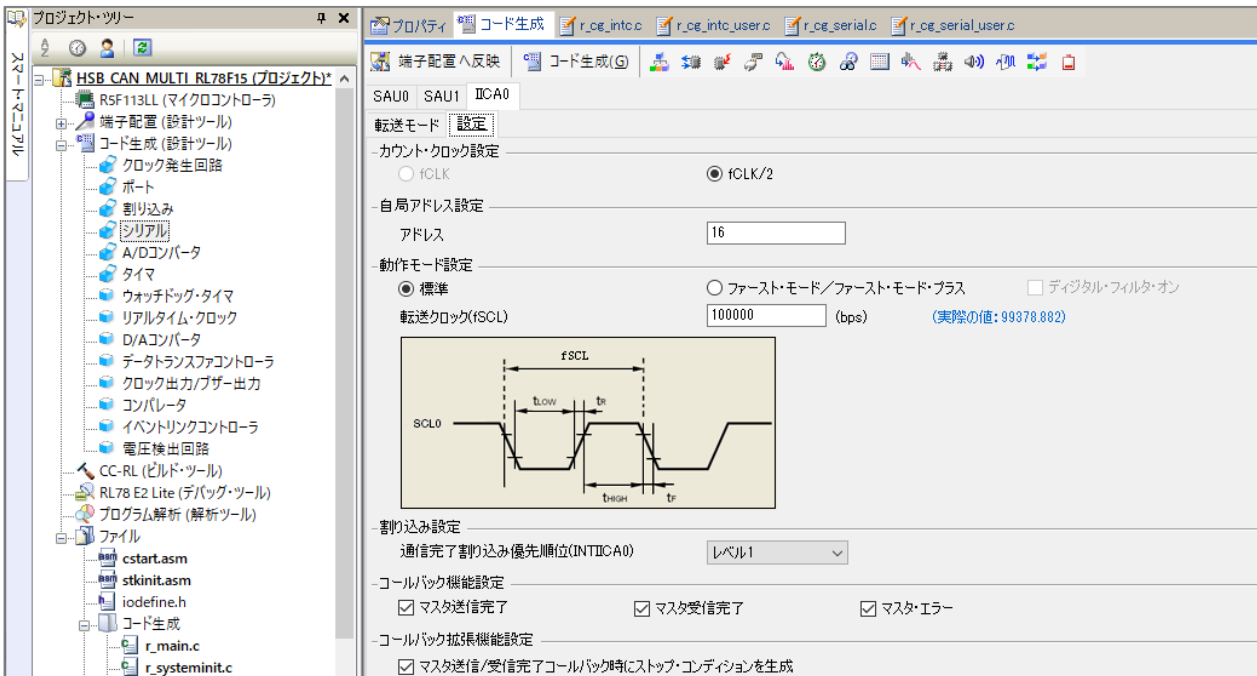 プロジェクト・ツリー
スマート・マニュアル
HSB_CAN_MULTI_RL78F15 (プロジェクト)*
R5F113LL (マイクロコントローラ)
端子配置 (設計ツール)
コード生成 (設計ツール)
クロック発生回路
ポート
割り込み
シリアル
A/Dコンバータ
タイマ
ウォッチドッグ・タイマ
リアルタイム・クロック
D/Aコンバータ
データトランスファコントローラ
クロック出力/ブザー出力
コンパレータ
イベントリンクコントローラ
電圧検出回路
CC-RL (ビルド・ツール)
RL78 E2 Lite (デバッグ・ツール)
プログラム解析 (解析ツール)
ファイル
cstart.asm
stkinit.asm
iodefine.h
コード生成
r_main.c
r_systeminit.c
プロパティ コード生成 r_cg_intc.c r_cg_intc_user.c r_cg_serial.c r_cg_serial_user.c
端子配置へ反映 コード生成(G)
SAU0 SAU1 IICA0
転送モード 設定
カウント・クロック設定
fCLK fCLK/2
自局アドレス設定
アドレス 16
動作モード設定
標準 ファースト・モード/ファースト・モード・プラス ディジタル・フィルタ・オン
転送クロック(fSCL) 100000 (bps) (実際の値: 99378.882)
fSCL
tLOW tR
SCL0
tHIGH tF
割り込み設定
通信完了割り込み優先順位(INTIICA0) レベル1
コールバック機能設定
マスタ送信完了 マスタ受信完了 マスタ・エラー
コールバック拡張機能設定
マスタ送信/受信完了コールバック時にストップ・コンディションを生成